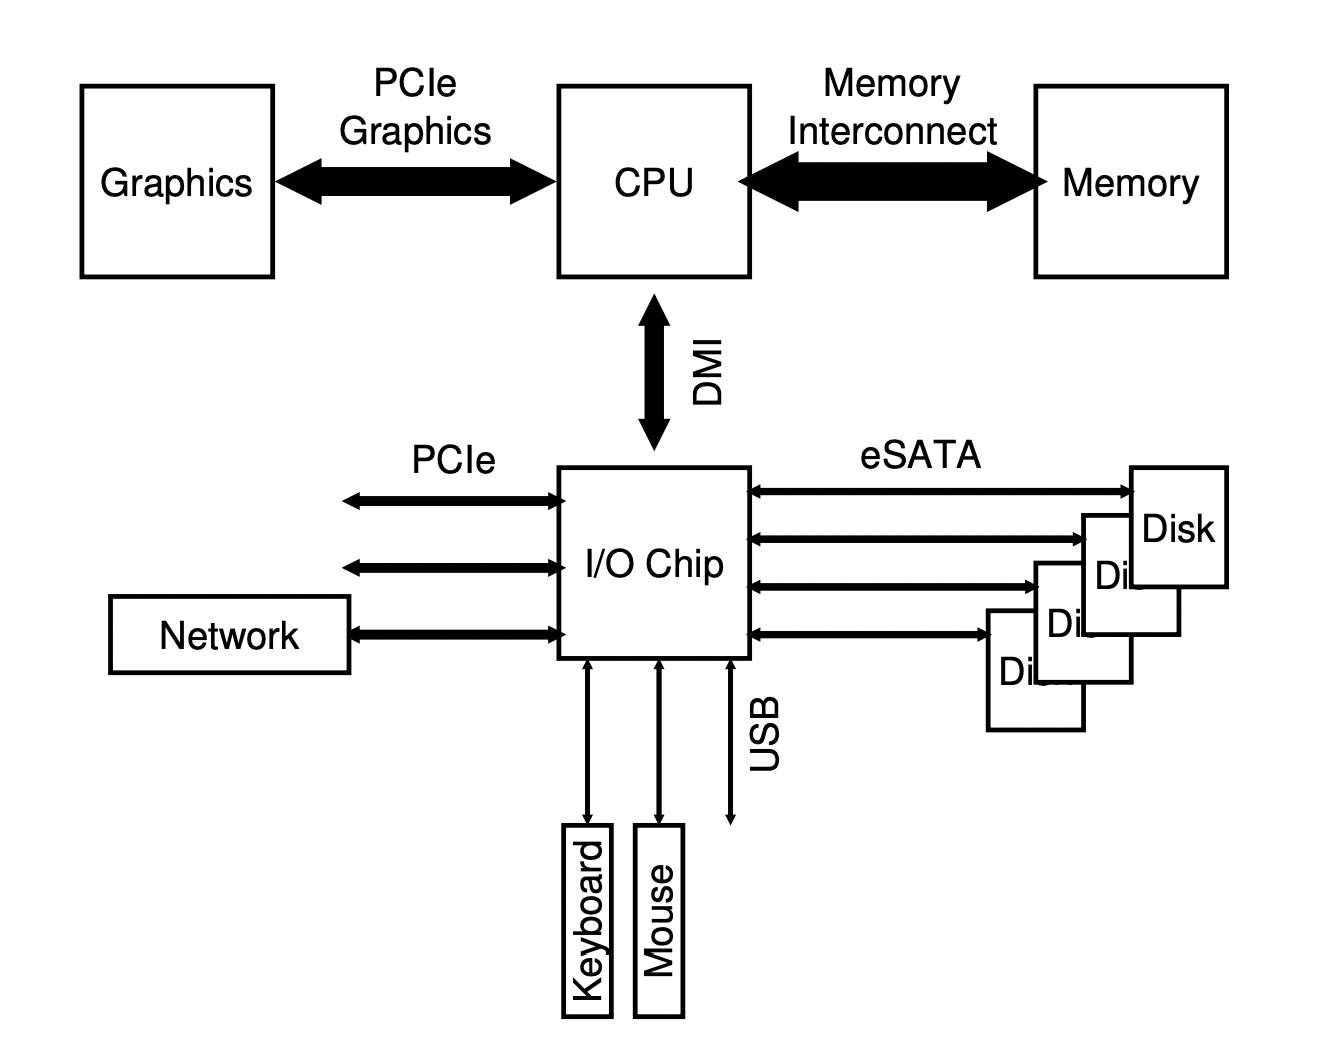 PCIe
Graphics
Memory
Interconnect
Graphics
CPU
Memory
DMI
PCIe
eSATA
I/O Chip
Disk
Di
Di
Di
Network
USB
Keyboard
Mouse